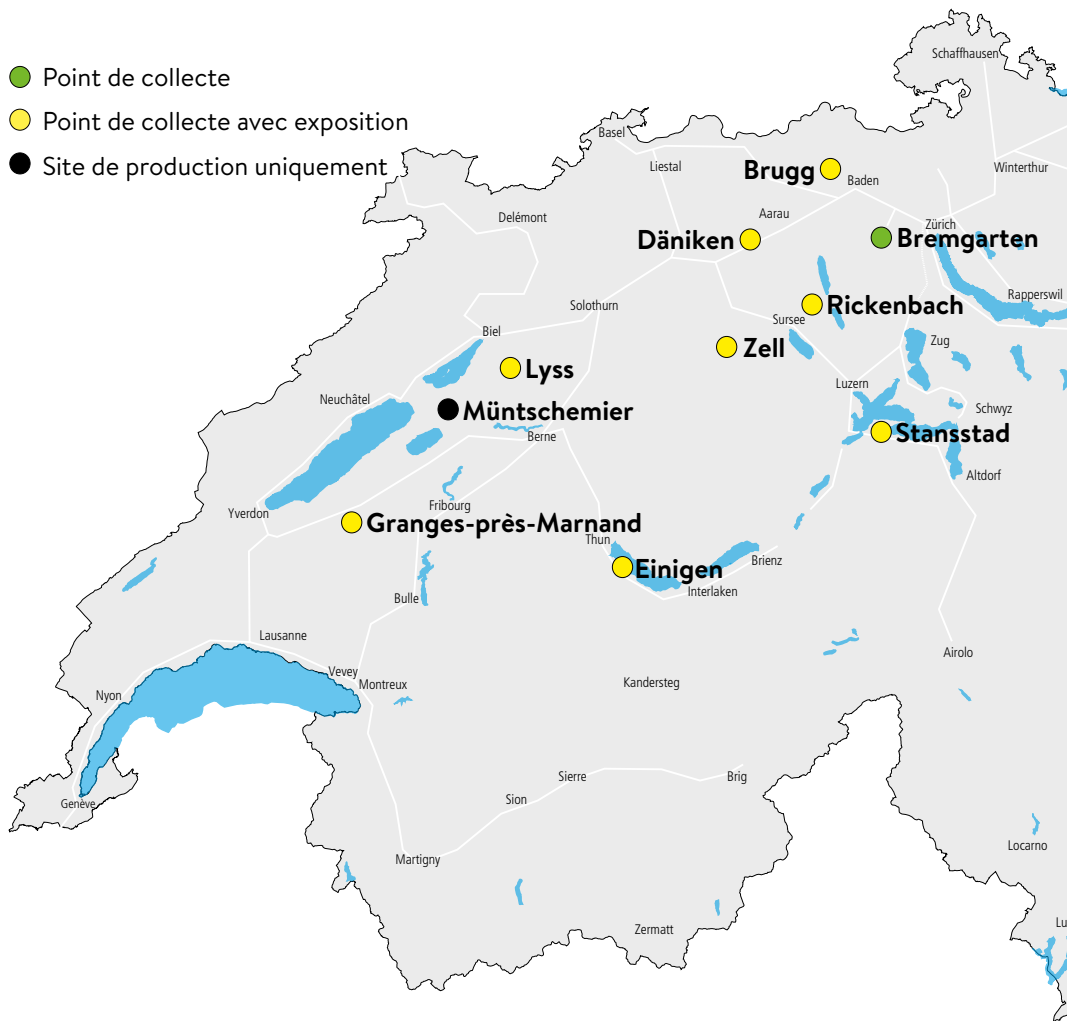 Point de collecte
Point de collecte avec exposition
Site de production uniquement
Schaffhausen
Basel
Liestal
Winterthur
Brugg
Baden
Delémont
Aarau
Zürich
Däniken
Bremgarten
Rapperswil
Solothurn
Sursee
Rickenbach
Biel
Zell
Zug
Lyss
Luzern
Neuchâtel
Müntschemier
Schwyz
Berne
Stansstad
Altdorf
Yverdon
Fribourg
Granges-près-Marnand
Thun
Einigen
Brienz
Interlaken
Bulle
Lausanne
Airolo
Vevey
Montreux
Kandersteg
Nyon
Sierre
Brig
Sion
Genève
Locarno
Martigny
Lu
Zermatt